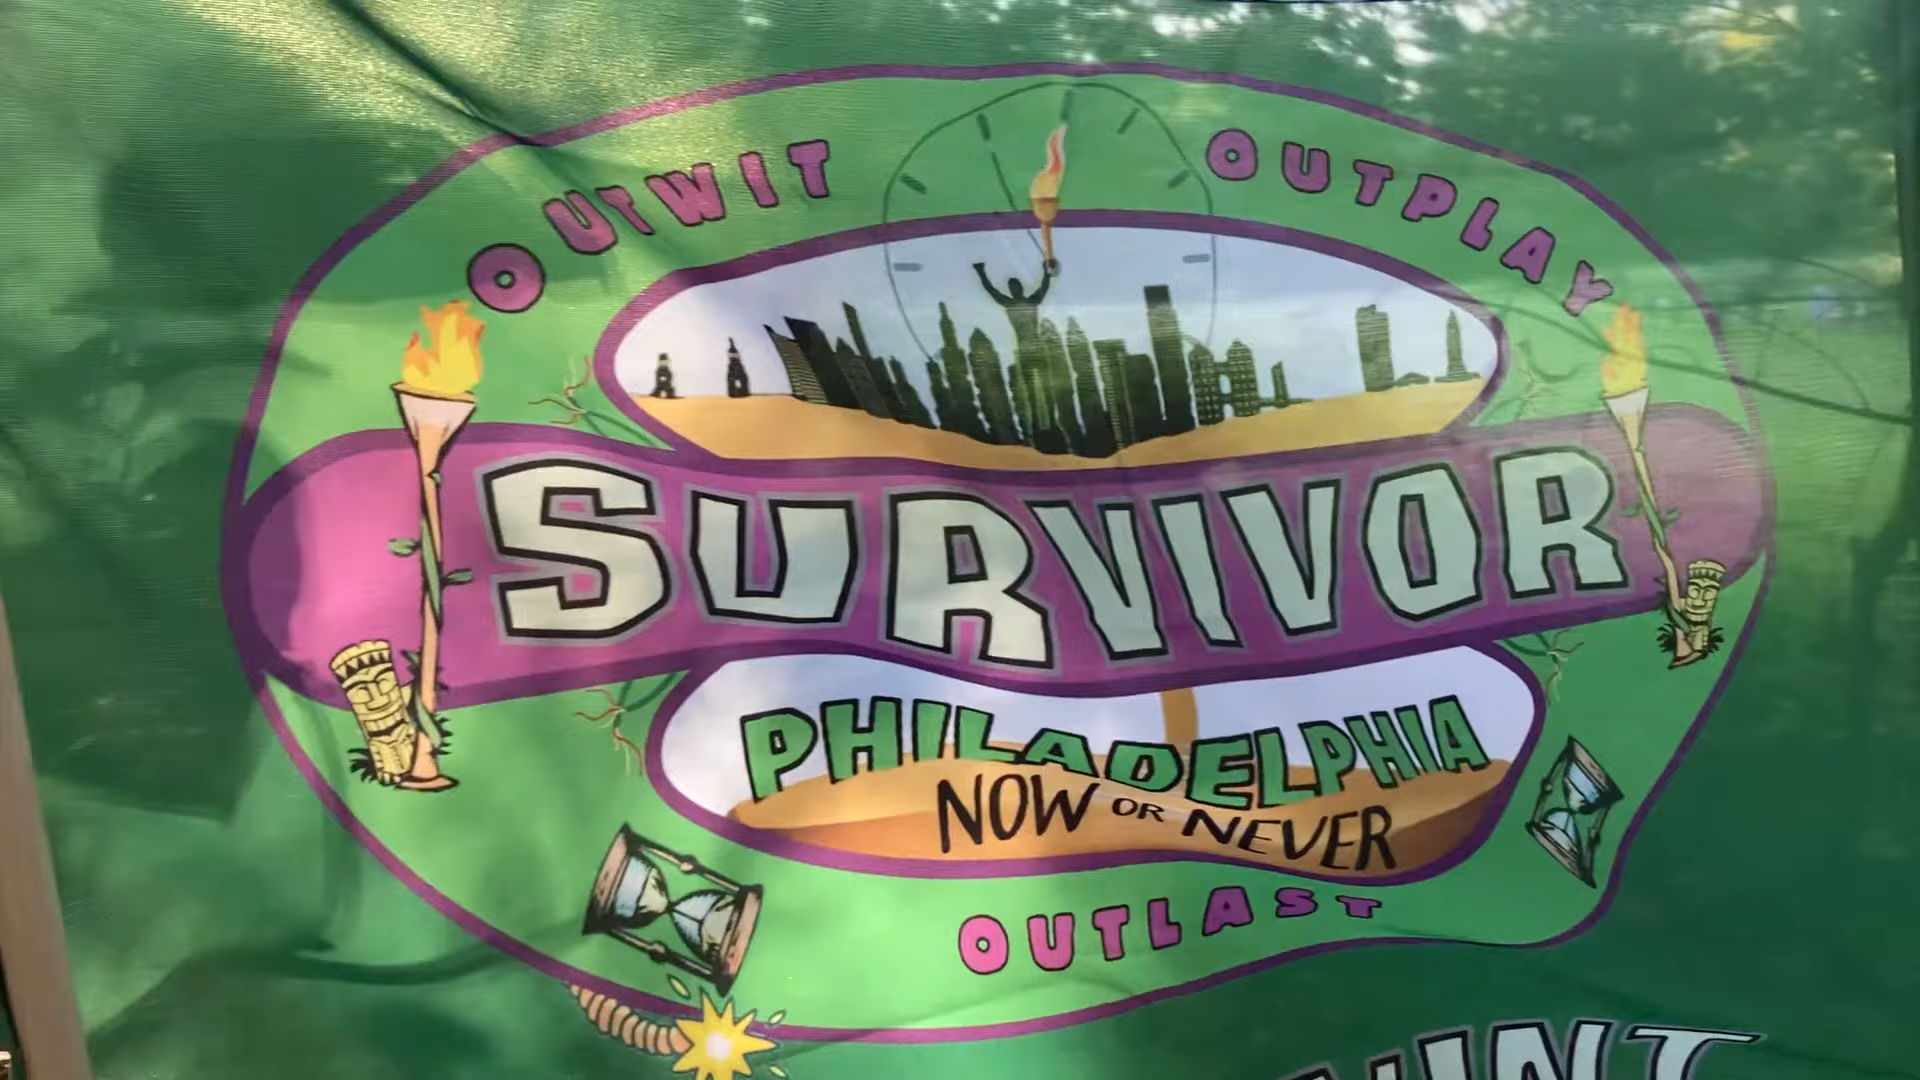 OUTWIT OUTPLAY
SURVIVOR
PHILADELPHIA
NOW OR NEVER
OUTLAST